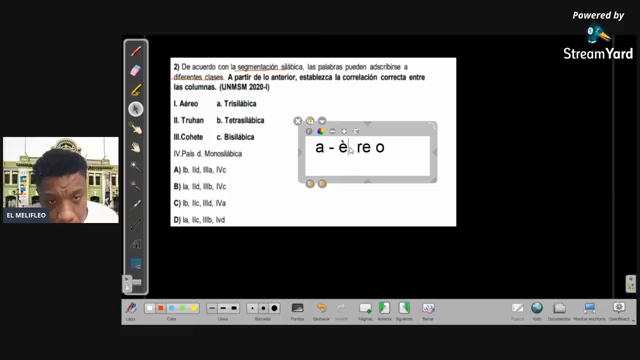 Powered by
StreamYard
2) De acuerdo con la segmentación silábica, las palabras pueden adscribirse a
diferentes clases. A partir de lo anterior, establezca la correlación correcta entre
las columnas. (UNMSM 2020-I)
I. Aéreo a. Trisilábica
II. Truhan b. Tetrasilábica
III.Cohete c. Bisilábica
IV.País d. Monosilábica
A) Ib, IId, IIIa, IVc
B) Ia, IId, IIIb, IVc
C) Ib, IIc, IIId, IVa
D) Ia, IIc, IIIb, Ivd
a - è, re o
EL MELIFLEO